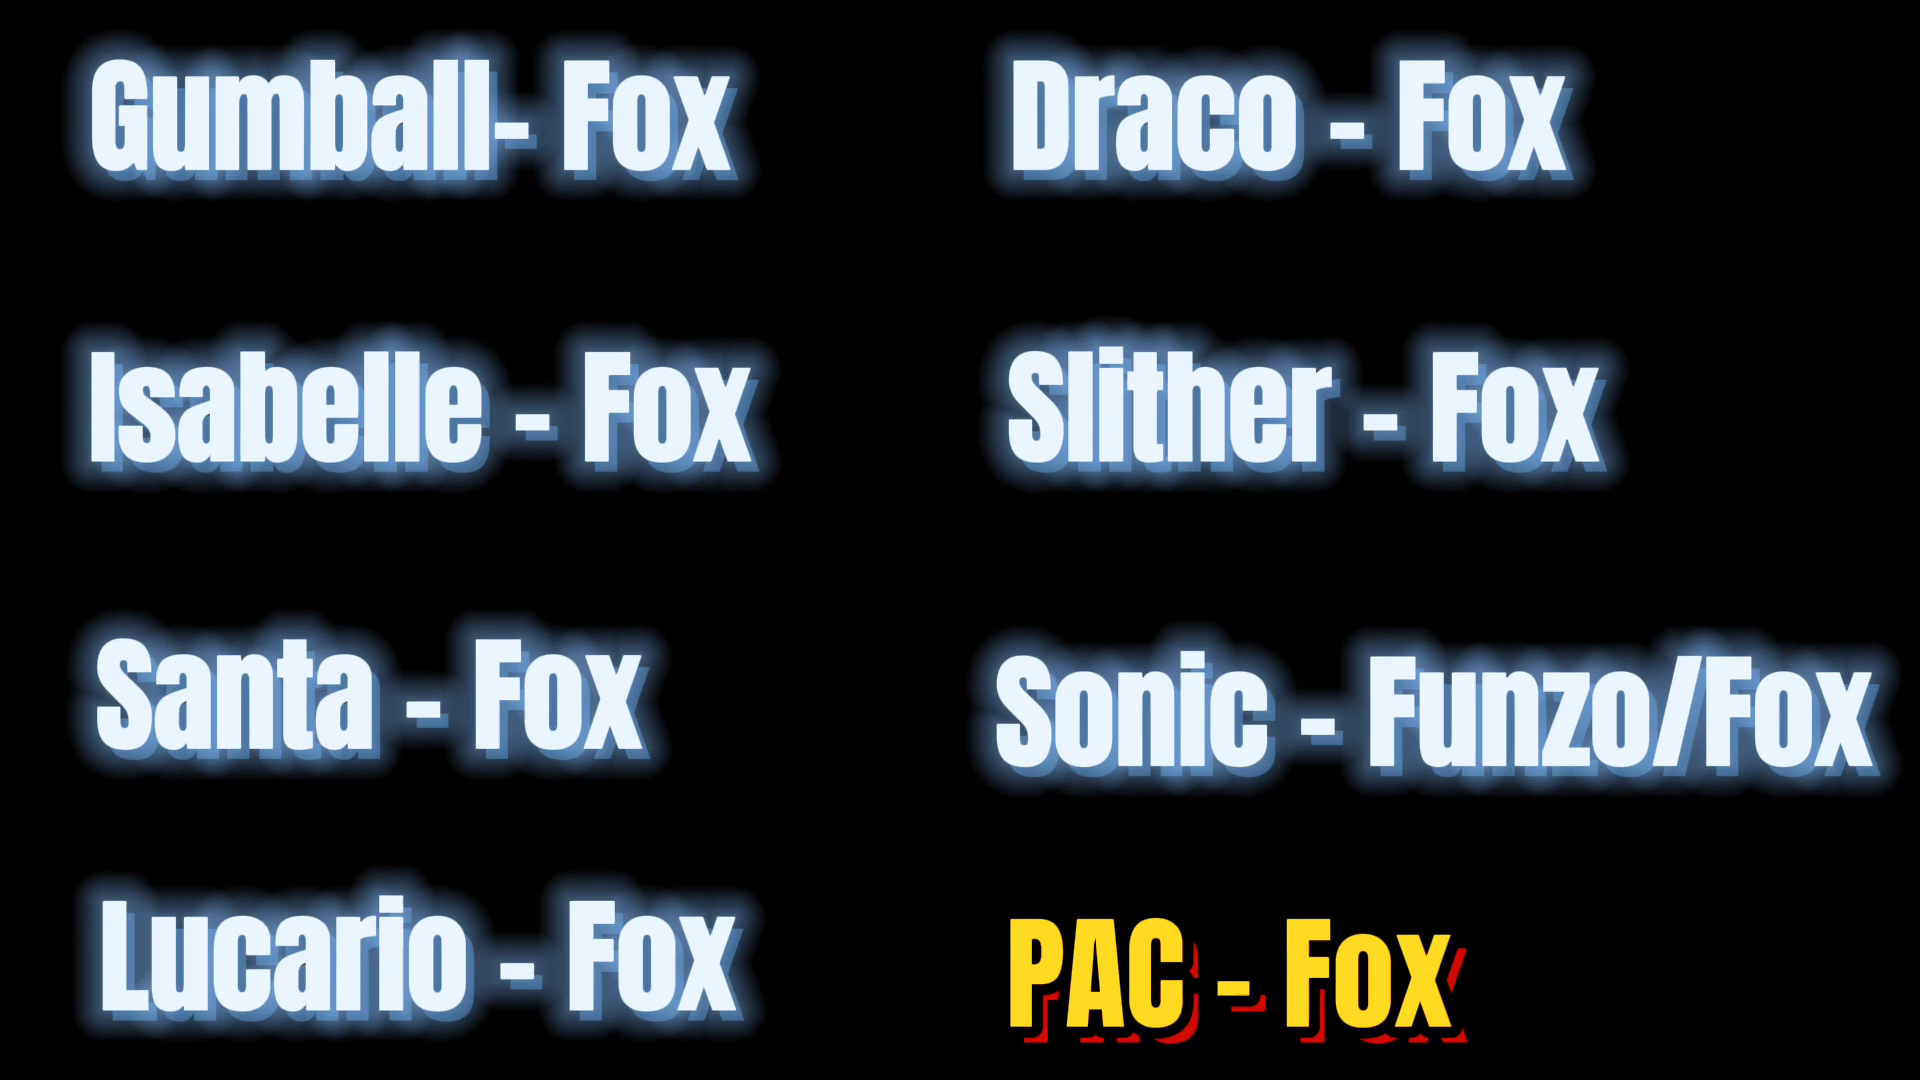 Gumball- Fox
Draco - Fox
Isabelle - Fox
Slither - Fox
Santa - Fox
Sonic - Funzo/Fox
Lucario - Fox
PAC - Fox